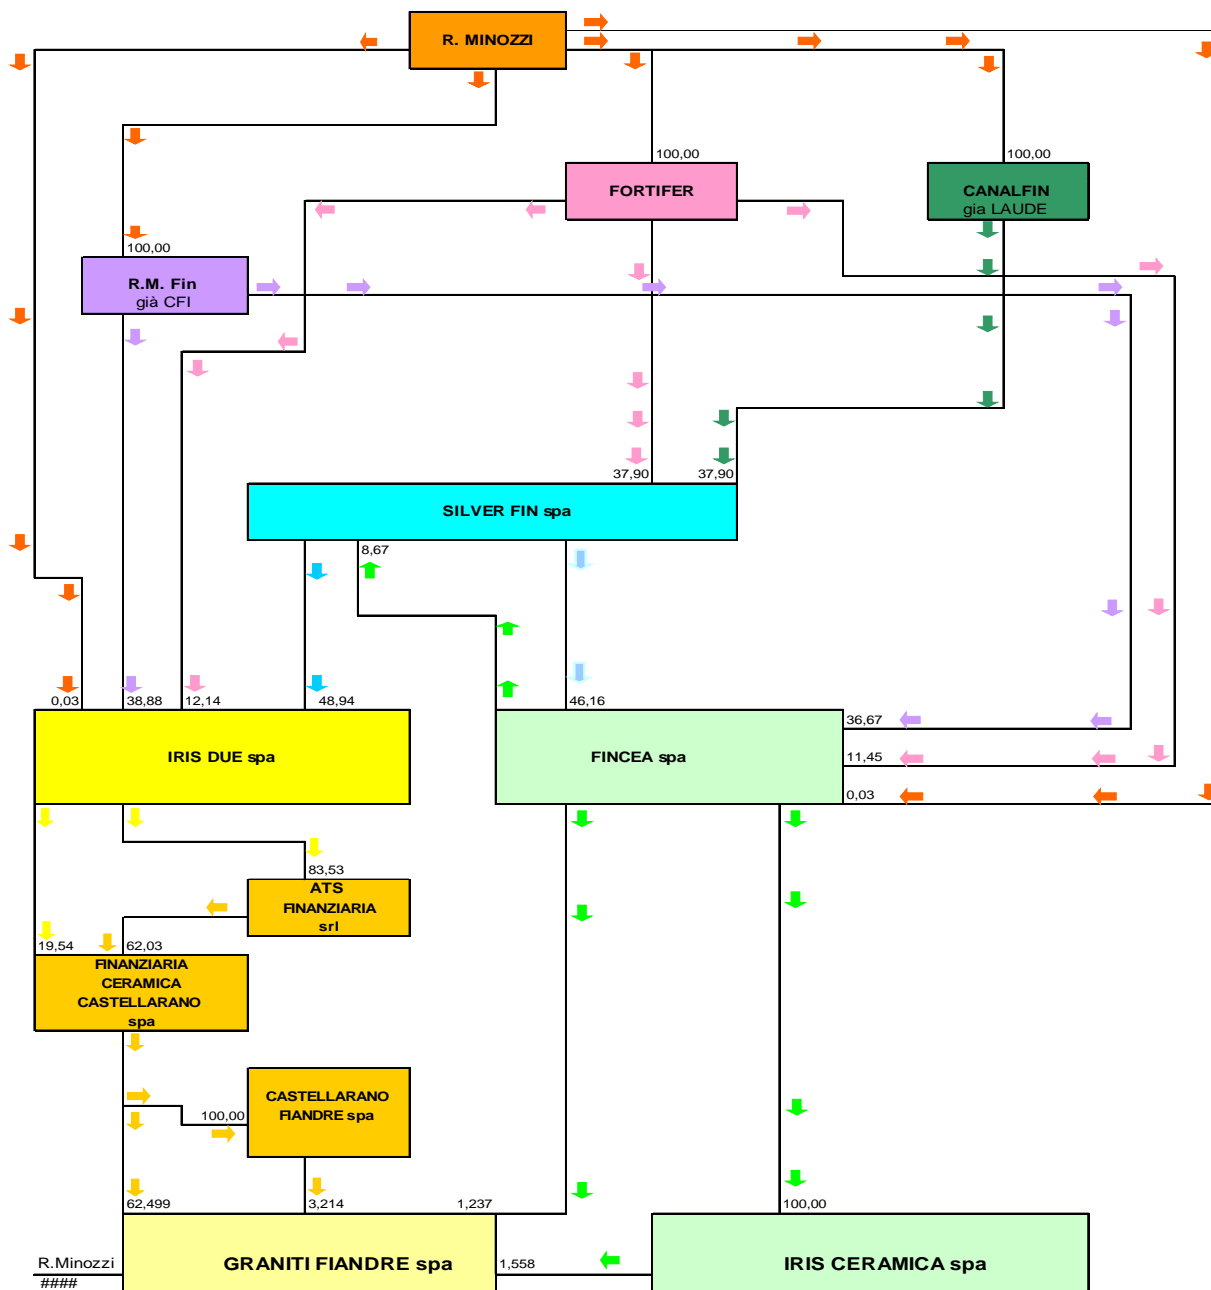 R. MINOZZI
100,00
100,00
FORTIFER
CANALFIN
gia LAUDE
100,00
R.M. Fin
già CFI
37,90
37,90
SILVER FIN spa
8,67
0,03
38,88
12,14
48,94
46,16
36,67
IRIS DUE spa
FINCEA spa
11,45
0,03
83,53
ATS
FINANZIARIA
srl
19,54
62,03
FINANZIARIA
CERAMICA
CASTELLARANO
spa
CASTELLARANO
FIANDRE spa
100,00
62,499
3,214
1,237
100,00
R.Minozzi
GRANITI FIANDRE spa
1,558
IRIS CERAMICA spa
####